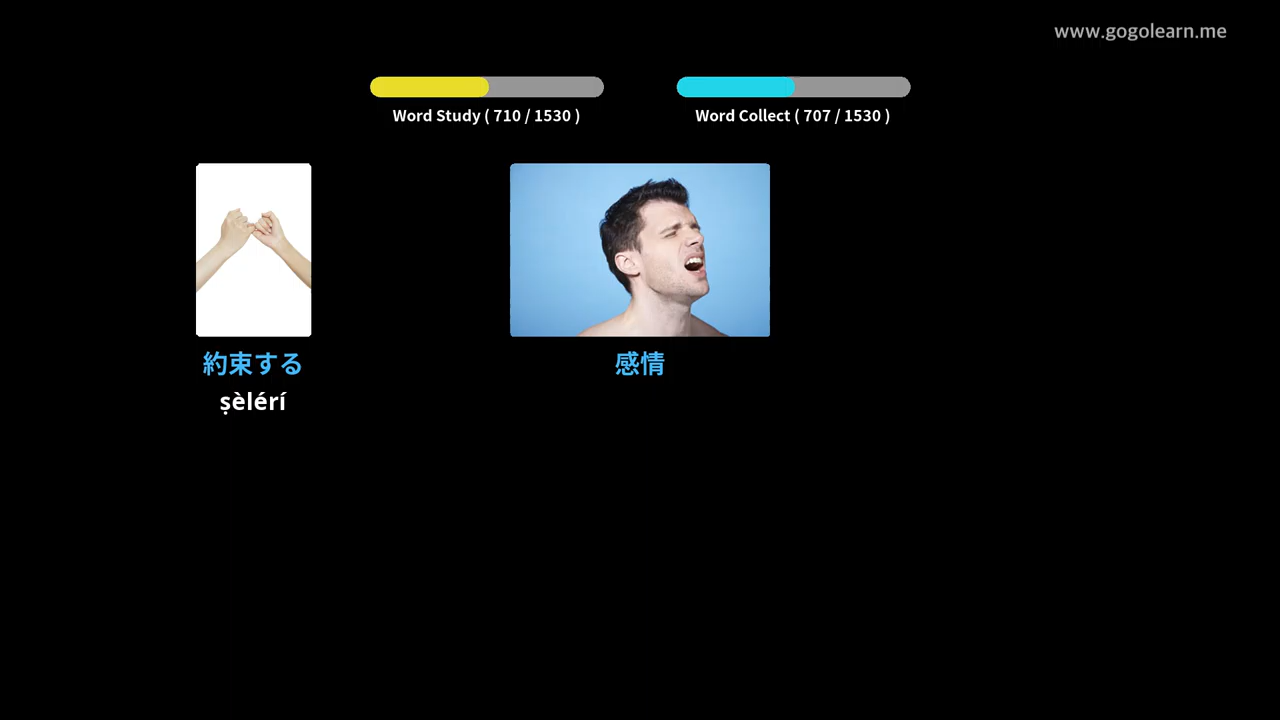 www.gogolearn.me
Word Study ( 710 / 1530 )
Word Collect ( 707 / 1530 )
約束する
ṣèlérí
感情